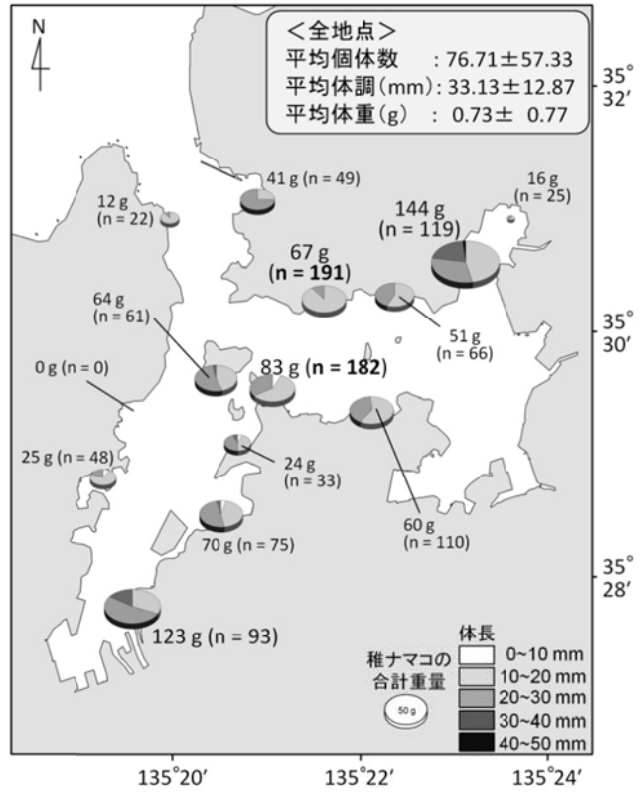 N
＜全地点＞
平均個体数 : 76.71±57.33
平均体調(mm): 33.13±12.87
平均体重(g) : 0.73± 0.77
35°
32′
41 g (n = 49)
16 g
(n = 25)
12 g
(n = 22)
144 g
(n = 119)
67 g
(n = 191)
64 g
(n = 61)
51 g
(n = 66)
35°
30′
0 g (n = 0)
83 g (n = 182)
25 g (n = 48)
24 g
(n = 33)
60 g
(n = 110)
70 g (n = 75)
35°
28′
123 g (n = 93)
体長
稚ナマコの
合計重量
50 g
0~10 mm
10~20 mm
20~30 mm
30~40 mm
40~50 mm
135°20′
135°22′
135°24′